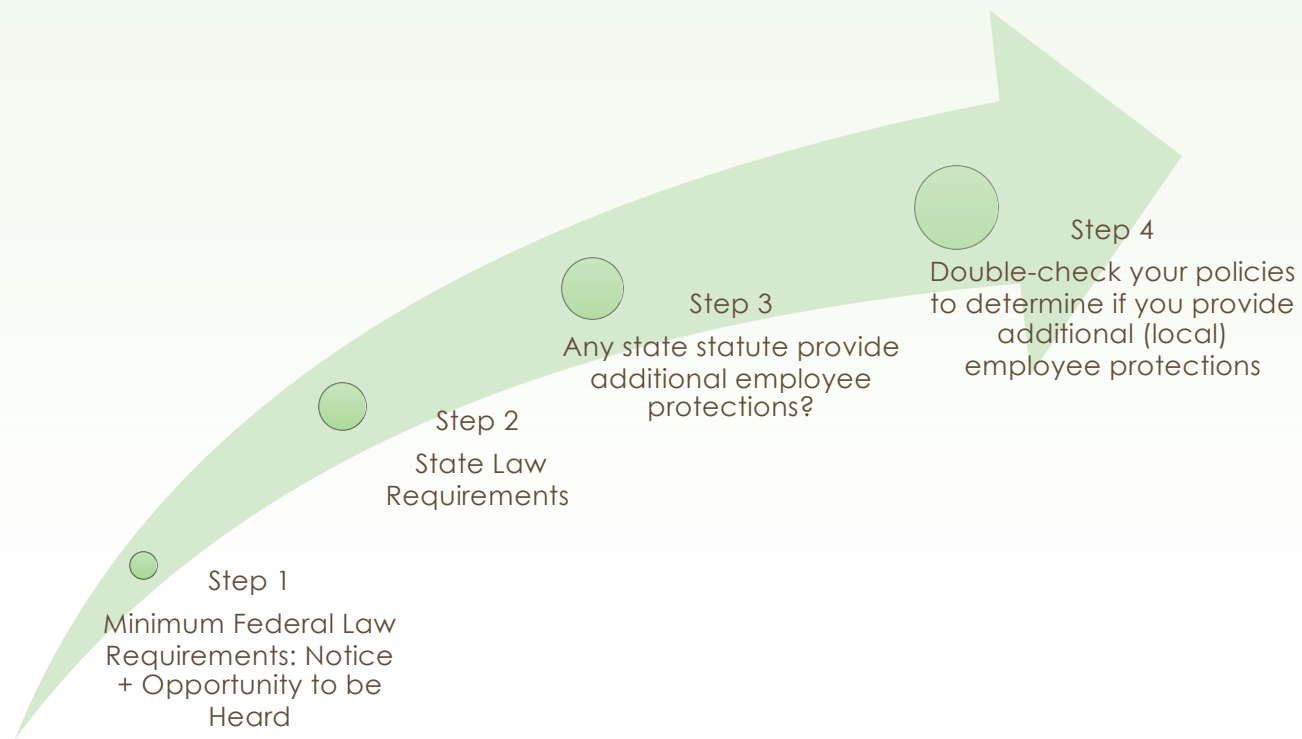 Step 1
Minimum Federal Law
Requirements: Notice
+ Opportunity to be
Heard
Step 2
State Law
Requirements
Step 3
Any state statute provide
additional employee
protections?
Step 4
Double-check your policies
to determine if you provide
additional (local)
employee protections